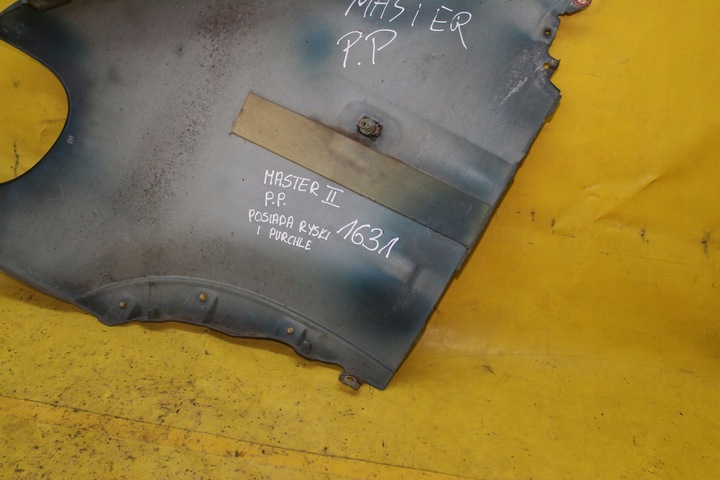 MASTER
P.P
MASTER II
P.P.
POSIADA RYSKI
I PURCHLE
1631